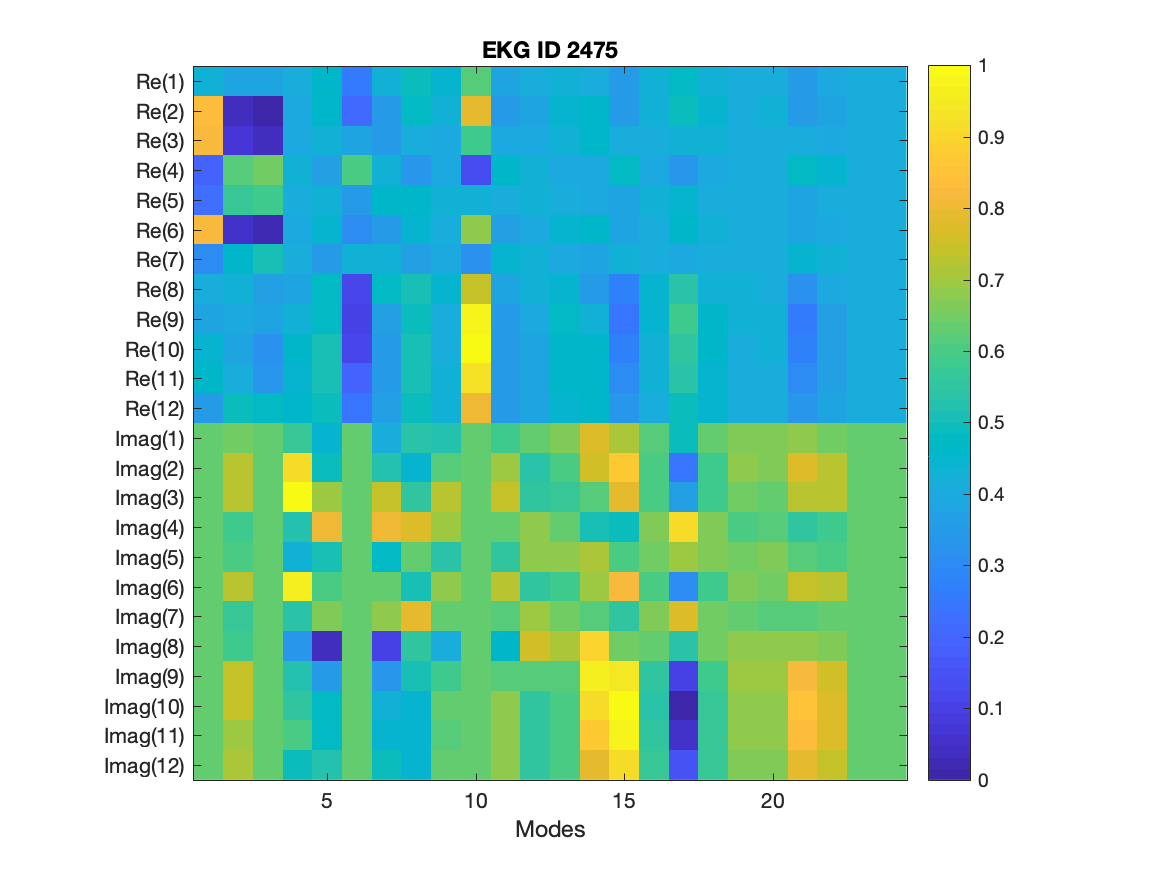 EKG ID 2475
Re(1)
Re(2)
Re(3)
Re(4)
Re(5)
Re(6)
Re(7)
Re(8)
Re(9)
Re(10)
Re(11)
Re(12)
Imag(1)
Imag(2)
Imag(3)
Imag(4)
Imag(5)
Imag(6)
Imag(7)
Imag(8)
Imag(9)
Imag(10)
Imag(11)
Imag(12)
5 10 15 20
Modes
1
0.9
0.8
0.7
0.6
0.5
0.4
0.3
0.2
0.1
0